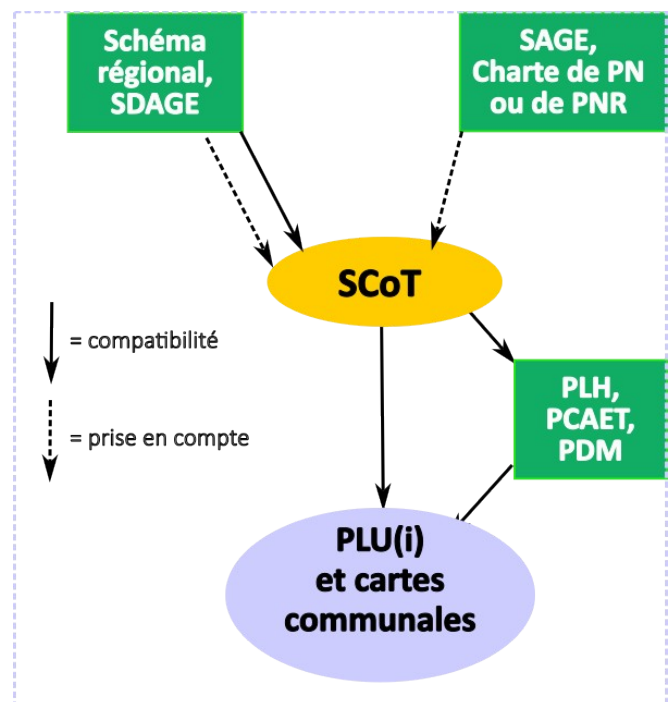 Schéma
régional,
SDAGE
SAGE,
Charte de PN
ou de PNR
SCoT
= compatibilité
= prise en compte
PLH,
PCAET,
PDM
PLU(i)
et cartes
communales